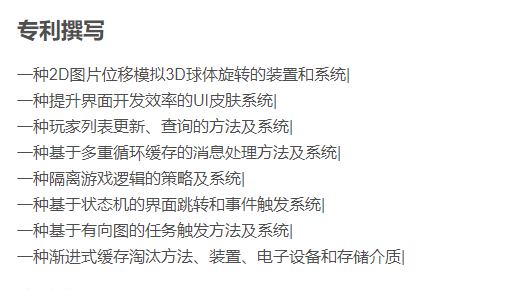 专利撰写
一种2D图片位移模拟3D球体旋转的装置和系统|
一种提升界面开发效率的UI皮肤系统|
一种玩家列表更新、查询的方法及系统|
一种基于多重循环缓存的消息处理方法及系统|
一种隔离游戏逻辑的策略及系统|
一种基于状态机的界面跳转和事件触发系统|
一种基于有向图的任务触发方法及系统|
一种渐进式缓存淘汰方法、装置、电子设备和存储介质|